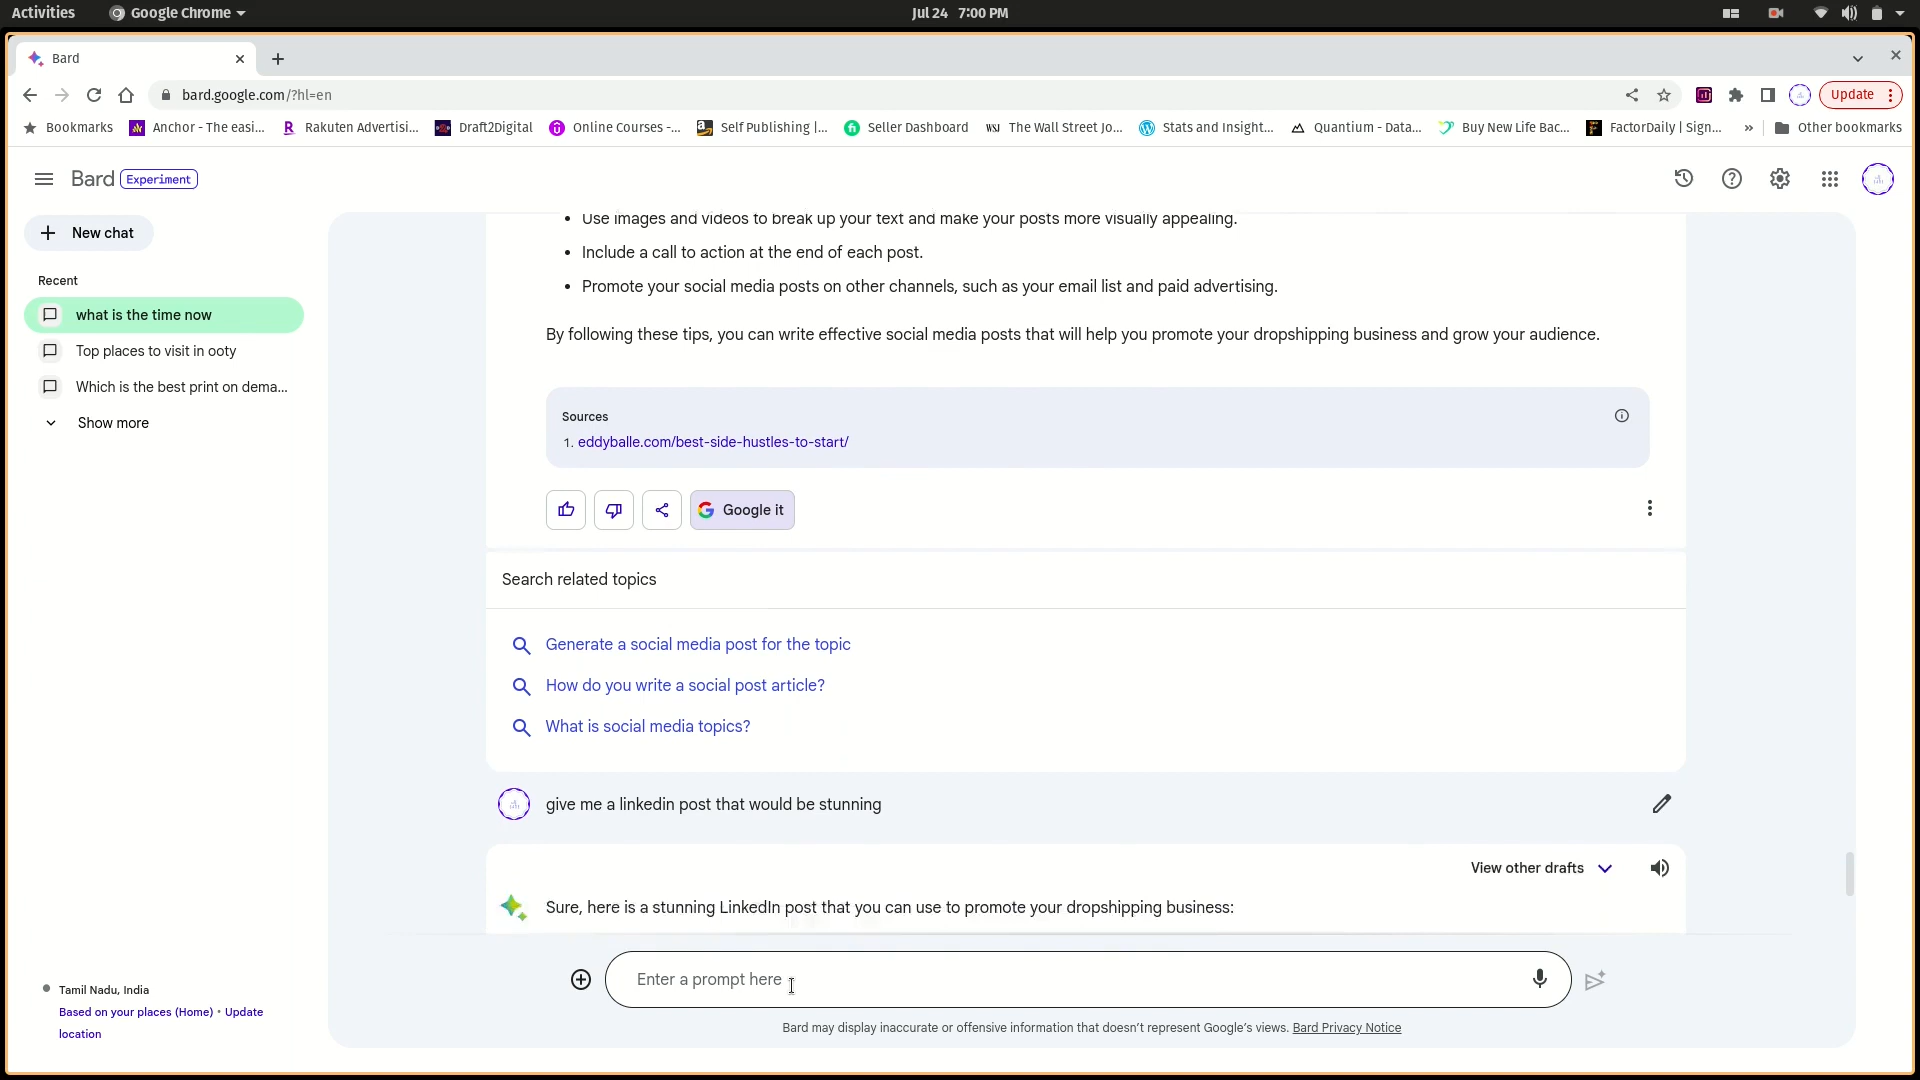 Activities
Google Chrome
Jul 24 7:00 PM
Bard
bard.google.com/?hl=en
Update
Bookmarks
Anchor - The easi...
Rakuten Advertisi...
Draft2Digital
Online Courses -...
Self Publishing |...
Seller Dashboard
The Wall Street Jo...
Stats and Insight...
Quantium - Data...
Buy New Life Bac...
FactorDaily | Sign...
»
Other bookmarks
Bard Experiment
New chat
Recent
what is the time now
Top places to visit in ooty
Which is the best print on dema...
Show more
• Use images and videos to break up your text and make your posts more visually appealing.
• Include a call to action at the end of each post.
• Promote your social media posts on other channels, such as your email list and paid advertising.
By following these tips, you can write effective social media posts that will help you promote your dropshipping business and grow your audience.
Sources
1. eddyballe.com/best-side-hustles-to-start/
Google it
Search related topics
Generate a social media post for the topic
How do you write a social post article?
What is social media topics?
give me a linkedin post that would be stunning
View other drafts
Sure, here is a stunning LinkedIn post that you can use to promote your dropshipping business:
Enter a prompt here
Bard may display inaccurate or offensive information that doesn't represent Google's views. Bard Privacy Notice
Tamil Nadu, India
Based on your places (Home) • Update
location